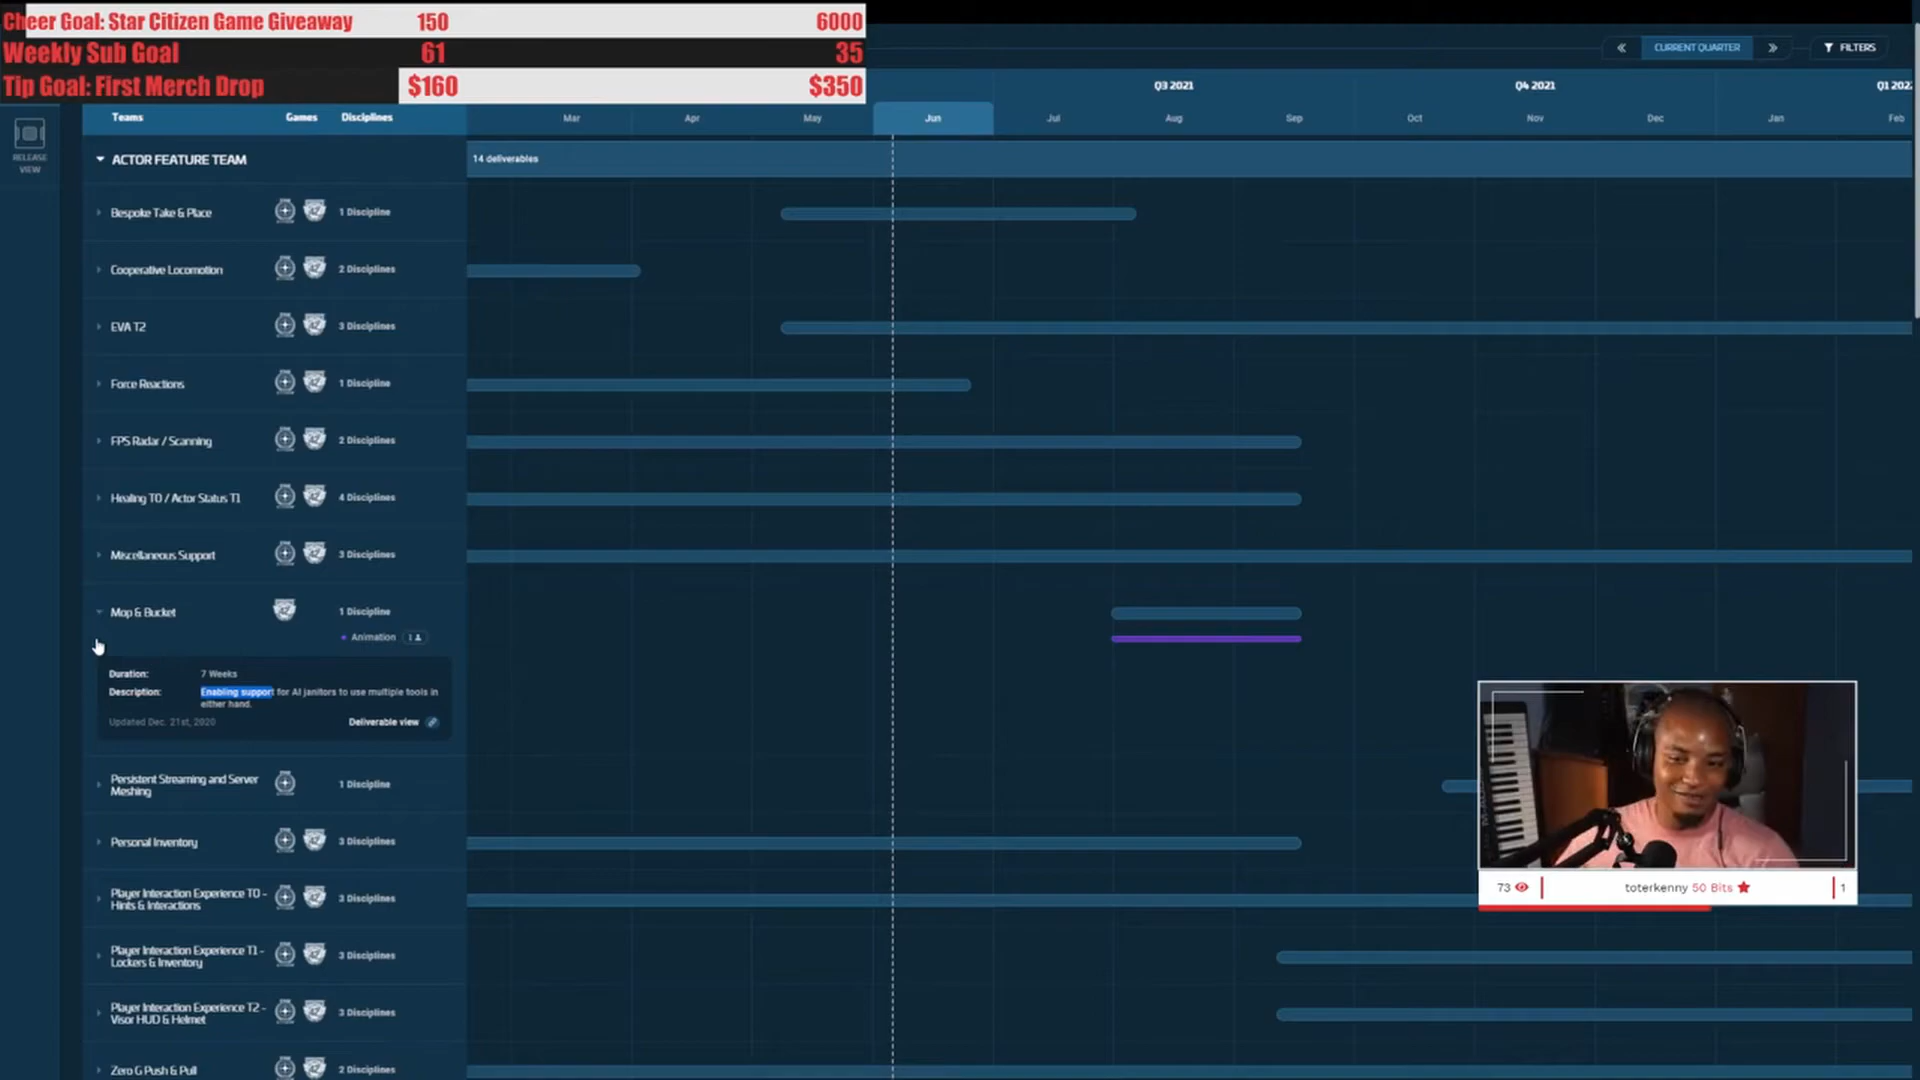 Cheer Goal: Star Citizen Game Giveaway 150 6000
Weekly Sub Goal 61 35
Tip Goal: First Merch Drop $160 $350
CURRENT QUARTER
FILTERS
Q3 2021 Q4 2021
Teams Games Disciplines Mar Apr May Jun Jul Aug Sep Oct Nov Dec Jan Feb
RELEASE
VIEW
ACTOR FEATURE TEAM 14 deliverables
Bespoke Take & Place 1 Discipline
Cooperative Locomotion 2 Disciplines
EVA T2 3 Disciplines
Force Reactions 1 Discipline
FPS Radar / Scanning 2 Disciplines
Healing T0 / Actor Status T1 4 Disciplines
Miscellaneous Support 3 Disciplines
Mop & Bucket 1 Discipline
Animation 1
Duration: 7 Weeks
Description: Enabling support for AI janitors to use multiple tools in
either hand.
Updated Dec. 21st, 2020 Deliverable view
Persistent Streaming and Server
Meshing
1 Discipline
Personal Inventory 3 Disciplines
Player Interaction Experience T0 -
Hints & Interactions
3 Disciplines
Player Interaction Experience T1 -
Lockers & Inventory
3 Disciplines
Player Interaction Experience T2 -
Visor HUD & Helmet
3 Disciplines
Zero G Push & Pull 2 Disciplines
73 toterkenny 50 Bits 1